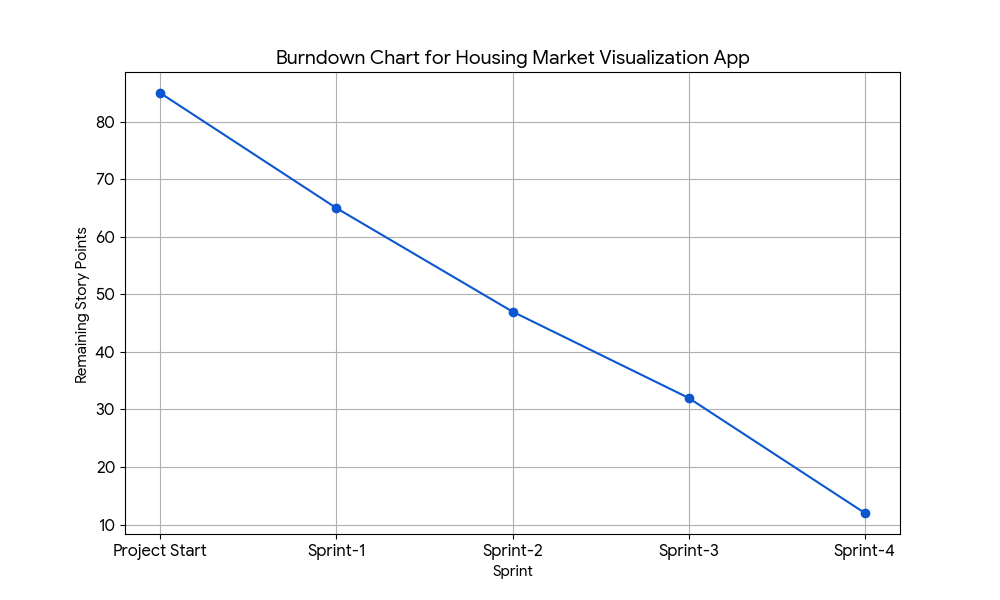 Burndown Chart for Housing Market Visualization App
80
70
60
50
40
30
20
10
Remaining Story Points
Project Start Sprint-1 Sprint-2 Sprint-3 Sprint-4
Sprint